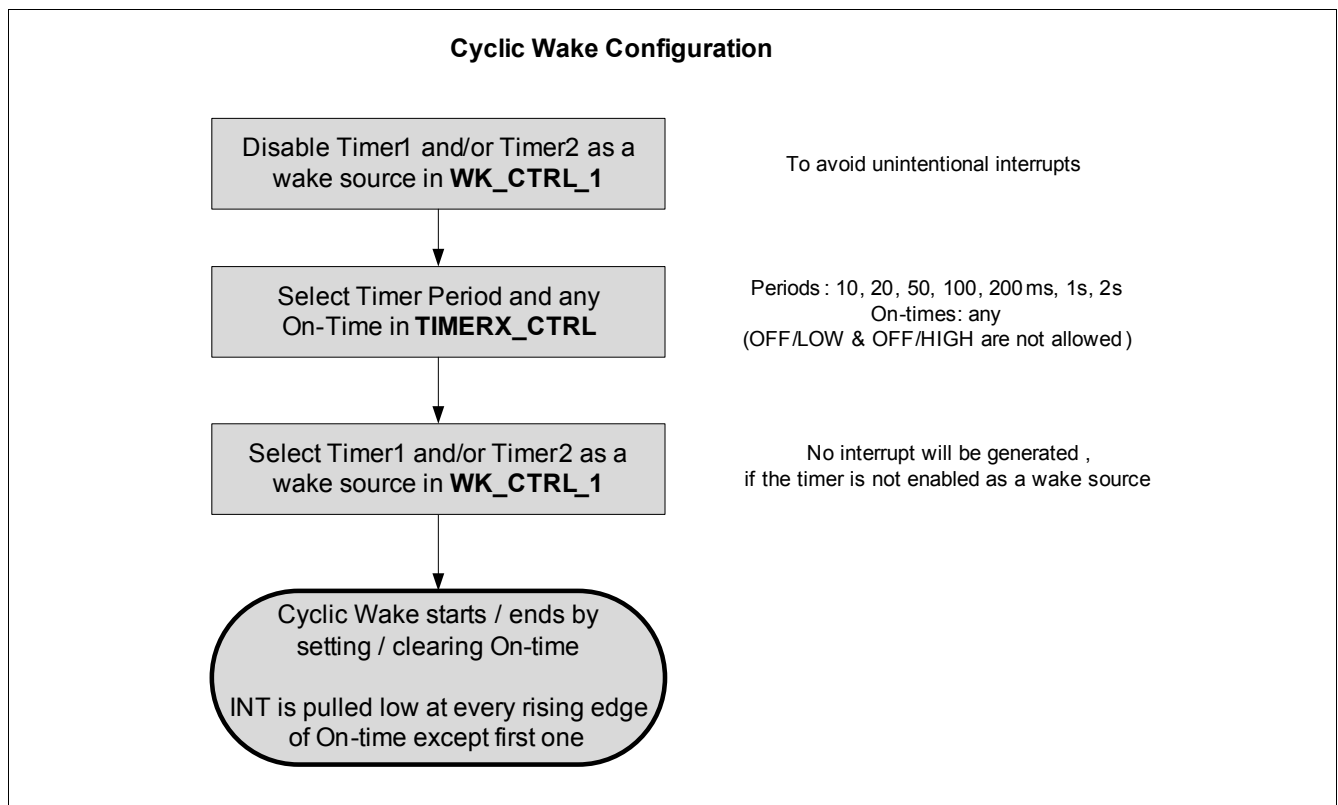 Cyclic Wake Configuration
Disable Timer1 and/or Timer2 as a
wake source in WK_CTRL_1
To avoid unintentional interrupts
Select Timer Period and any
On-Time in TIMERX_CTRL
Periods : 10, 20, 50, 100, 200ms, 1s, 2s
On-times: any
(OFF/LOW & OFF/HIGH are not allowed )
Select Timer1 and/or Timer2 as a
wake source in WK_CTRL_1
No interrupt will be generated ,
if the timer is not enabled as a wake source
Cyclic Wake starts / ends by
setting / clearing On-time
INT is pulled low at every rising edge
of On-time except first one